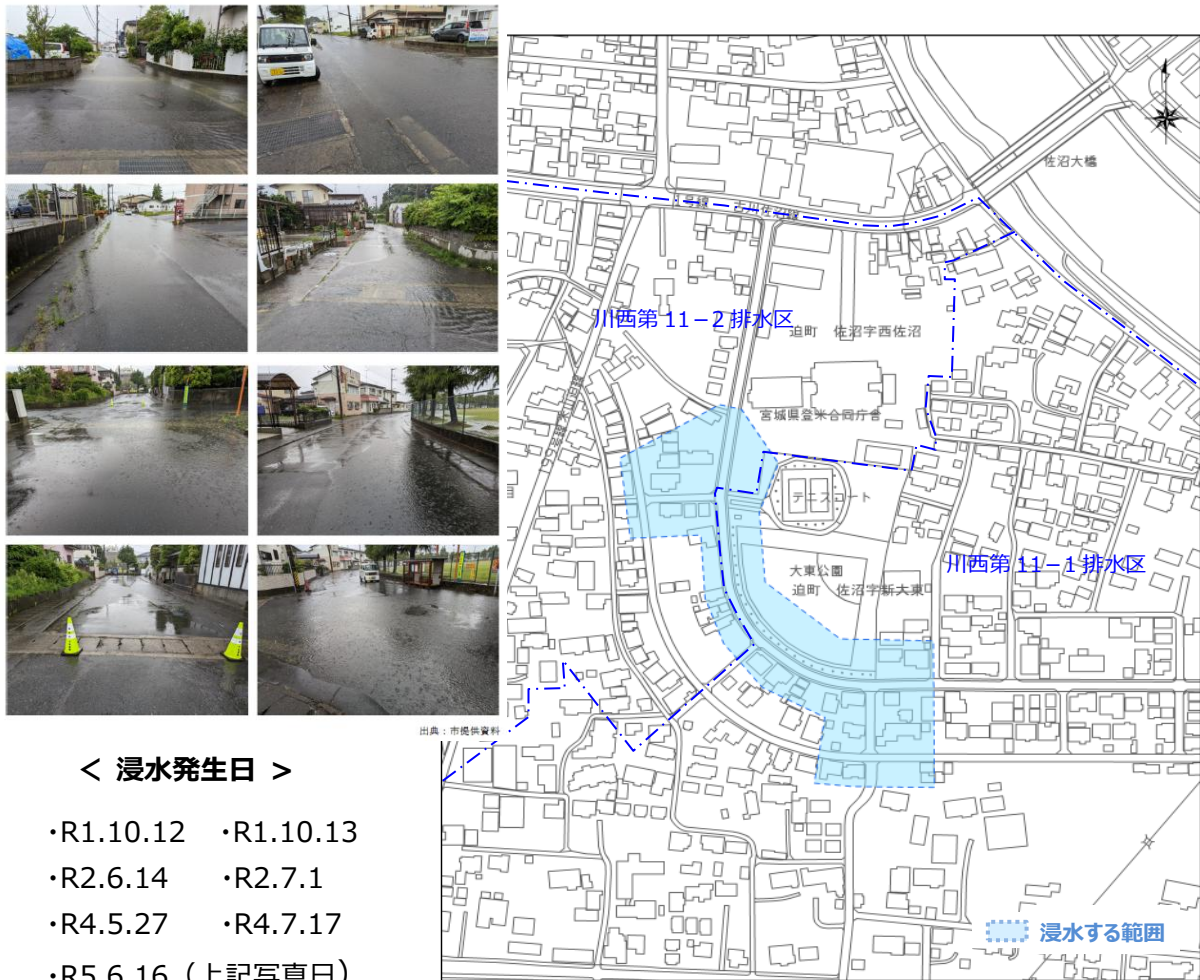 佐沼大橋
川西第 11－2 排水区
迫町 佐沼字西佐沼
宮城県登米合同庁舎
テニスコート
川西第 11－1 排水区
大東公園
迫町 佐沼字新大東
出典：市提供資料
＜ 浸水発生日 ＞
・R1.10.12 ・R1.10.13
・R2.6.14 ・R2.7.1
・R4.5.27 ・R4.7.17
・R5.6.16（上記写真日）
浸水する範囲